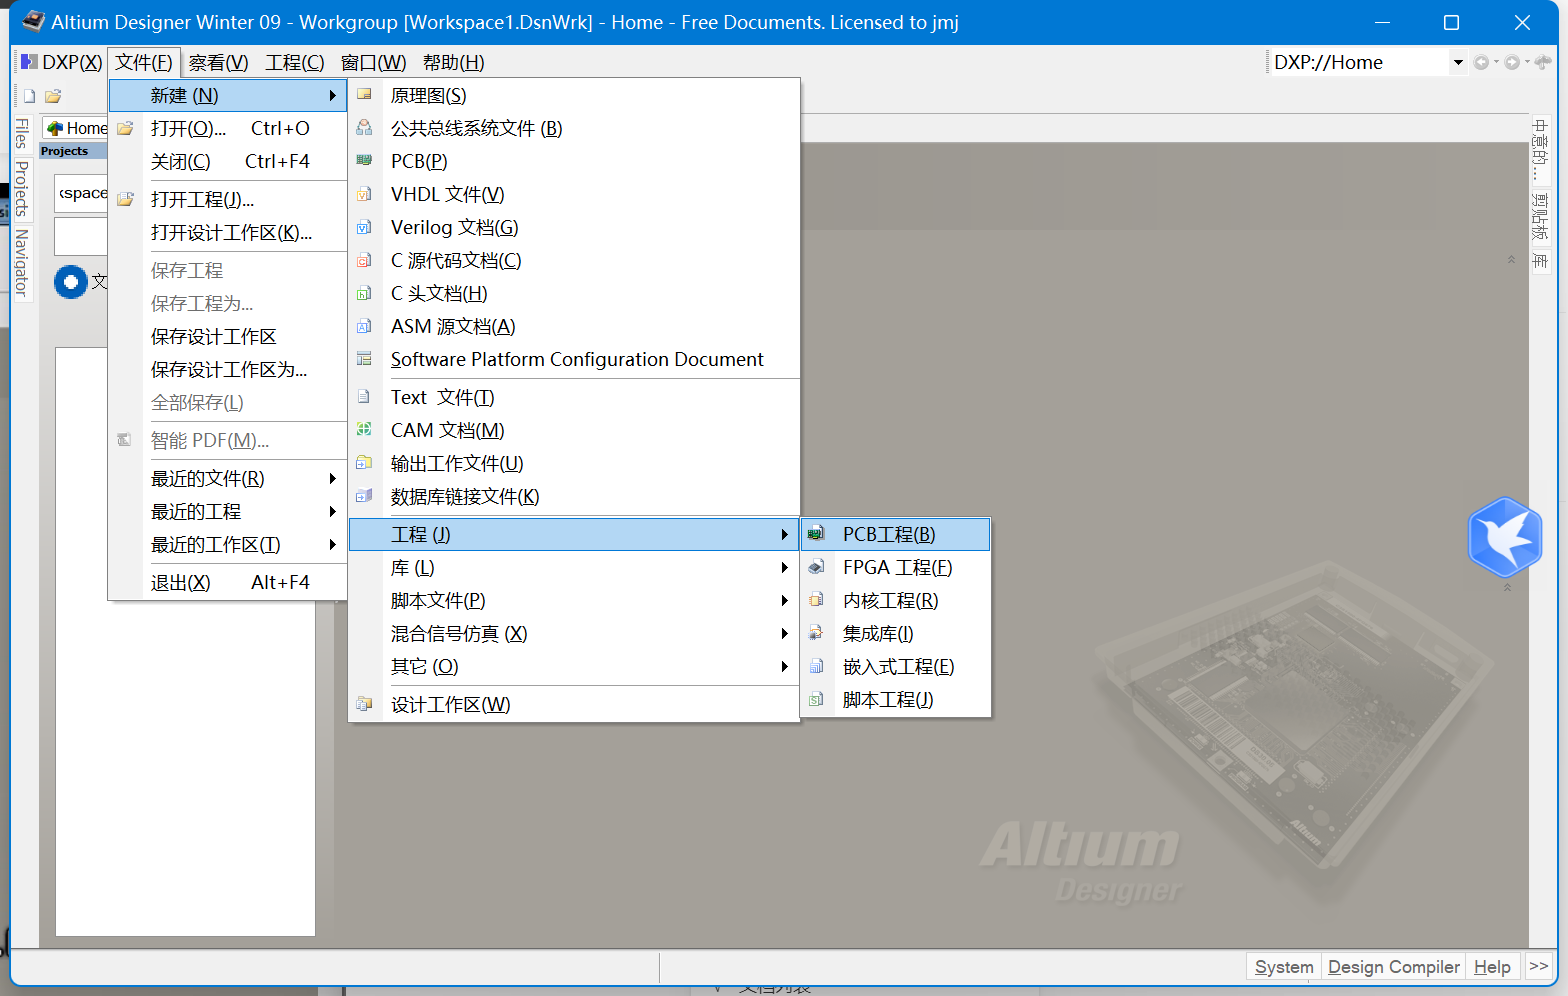 Altium Designer Winter 09 - Workgroup [Workspace1.DsnWrk] - Home - Free Documents. Licensed to jmj
DXP(X) 文件(F) 察看(V) 工程(C) 窗口(W) 帮助(H)
DXP://Home
Home
Projects
kspace
文
Files
Projects
Navigator
新建 (N)
打开(O)... Ctrl+O
关闭(C) Ctrl+F4
打开工程(J)...
打开设计工作区(K)...
保存工程
保存工程为...
保存设计工作区
保存设计工作区为...
全部保存(L)
智能 PDF(M)...
最近的文件(R)
最近的工程
最近的工作区(T)
退出(X) Alt+F4
原理图(S)
公共总线系统文件 (B)
PCB(P)
VHDL 文件(V)
Verilog 文档(G)
C 源代码文档(C)
C 头文档(H)
ASM 源文档(A)
Software Platform Configuration Document
Text 文件(T)
CAM 文档(M)
输出工作文件(U)
数据库链接文件(K)
工程 (J)
库 (L)
脚本文件(P)
混合信号仿真 (X)
其它 (O)
设计工作区(W)
PCB工程(B)
FPGA 工程(F)
内核工程(R)
集成库(I)
嵌入式工程(E)
脚本工程(J)
中意的...
剪贴板
库
Altium
Altium
Designer
System Design Compiler Help >>
文档列表